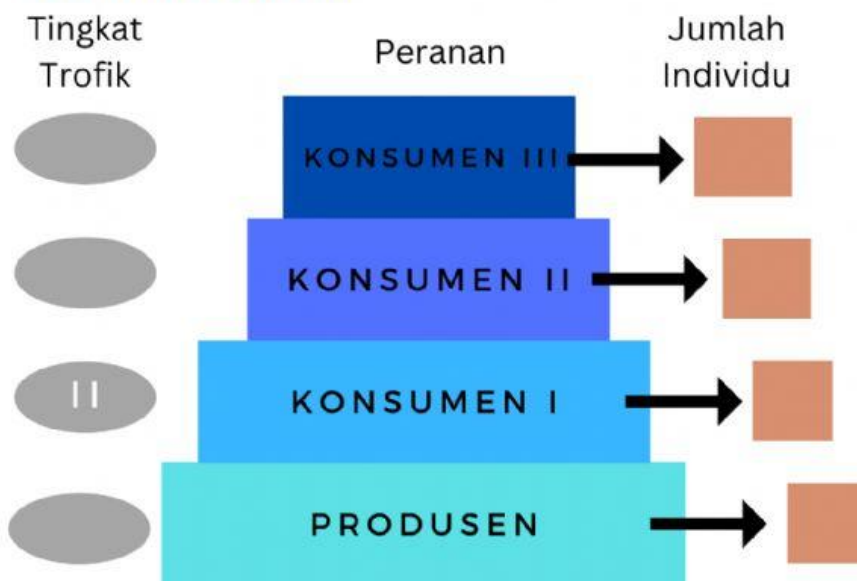 Tingkat
Trofik
Peranan
Jumlah
Individu
KONSUMEN III
KONSUMEN II
II
KONSUMEN I
PRODUSEN